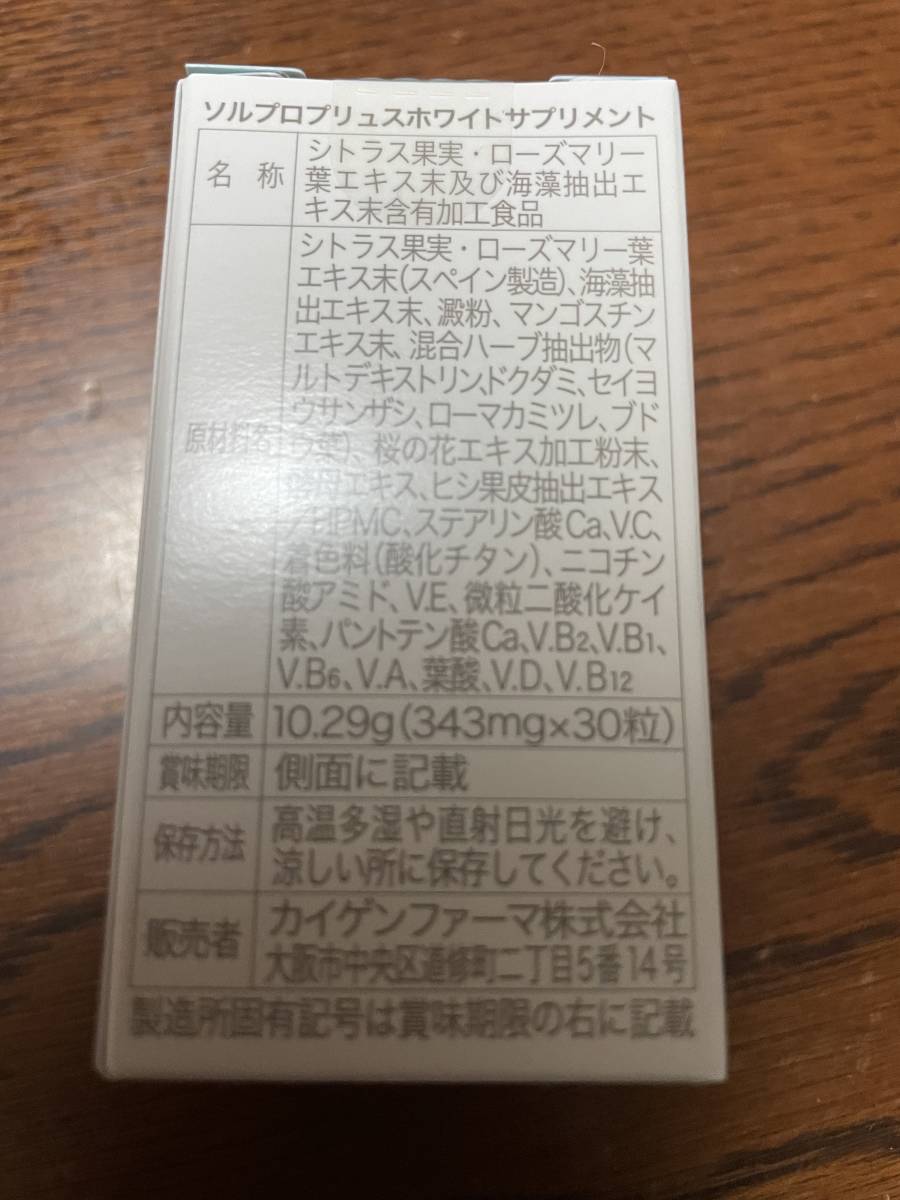 ソルプロプリュスホワイトサプリメント
名 称
シトラス果実・ローズマリー
葉エキス末及び海藻抽出エ
キス末含有加工食品
原材料名
シトラス果実・ローズマリー葉
エキス末(スペイン製造)、海藻抽
出エキス末、澱粉、マンゴスチン
エキス末、混合ハーブ抽出物(マ
ルトデキストリン、ドクダミ、セイヨ
ウサンザシ、ローマカミツレ、ブド
ウ葉)、桜の花エキス加工粉末、
エキス、ヒシ果皮抽出エキス
/HPMC、ステアリン酸Ca、V.C、
着色料(酸化チタン)、ニコチン
酸アミド、V.E、微粒二酸化ケイ
素、パントテン酸Ca、V.B2、V.B1、
V.B6、V.A、葉酸、V.D、V.B12
内容量
10.29g(343mg×30粒)
賞味期限
側面に記載
保存方法
高温多湿や直射日光を避け、
涼しい所に保存してください。
販売者
カイゲンファーマ株式会社
大阪市中央区道修町二丁目5番14号
製造所固有記号は賞味期限の右に記載